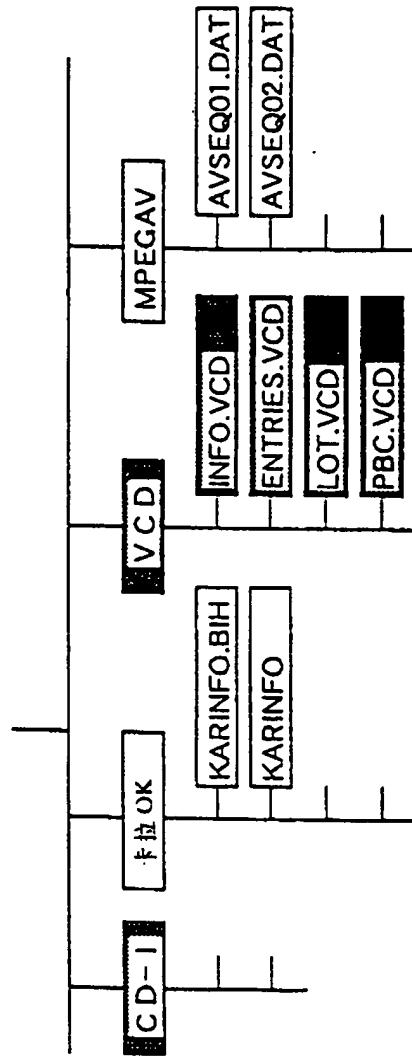 CD-I
卡拉OK
KARINFO.BIH
KARINFO
VCD
INFO.VCD
ENTRIES.VCD
LOT.VCD
PBC.VCD
MPEGAV
AVSEQ01.DAT
AVSEQ02.DAT